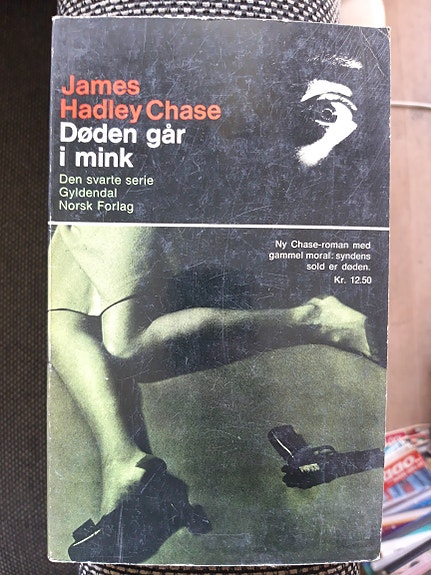 James
Hadley Chase
Døden går
i mink
Den svarte serie
Gyldendal
Norsk Forlag
Ny Chase-roman med
gammel moral: syndens
sold er døden.
Kr. 12.50